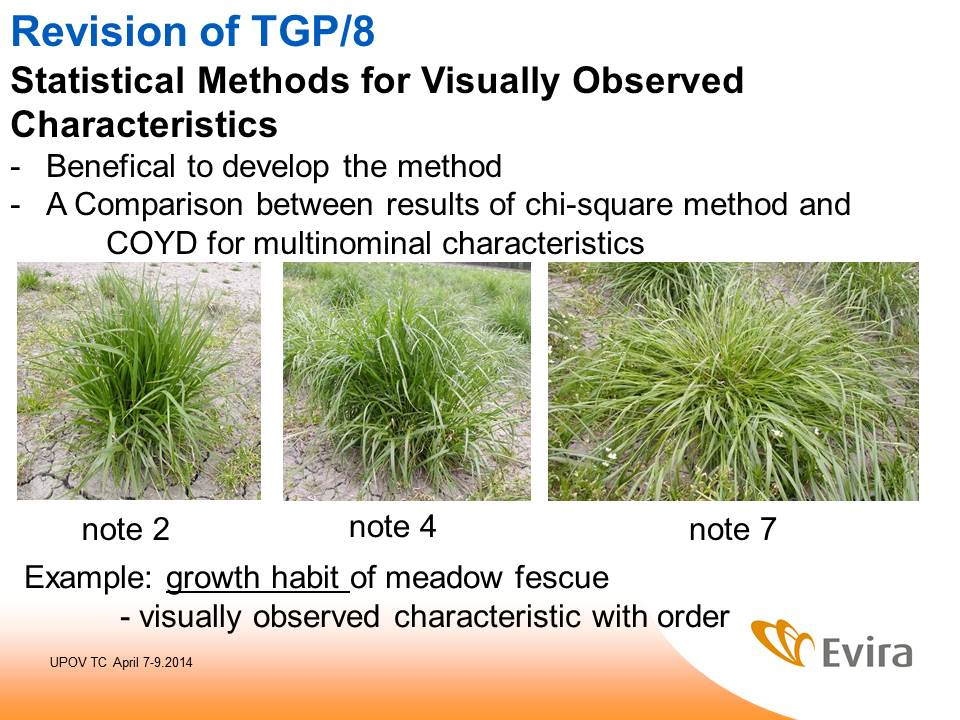 Revision of TGP/8
Statistical Methods for Visually Observed
Characteristics
- Benefical to develop the method
- A Comparison between results of chi-square method and
COYD for multinominal characteristics
note 2
note 4
note 7
Example: growth habit of meadow fescue
- visually observed characteristic with order
UPOV TC April 7-9.2014
Evira